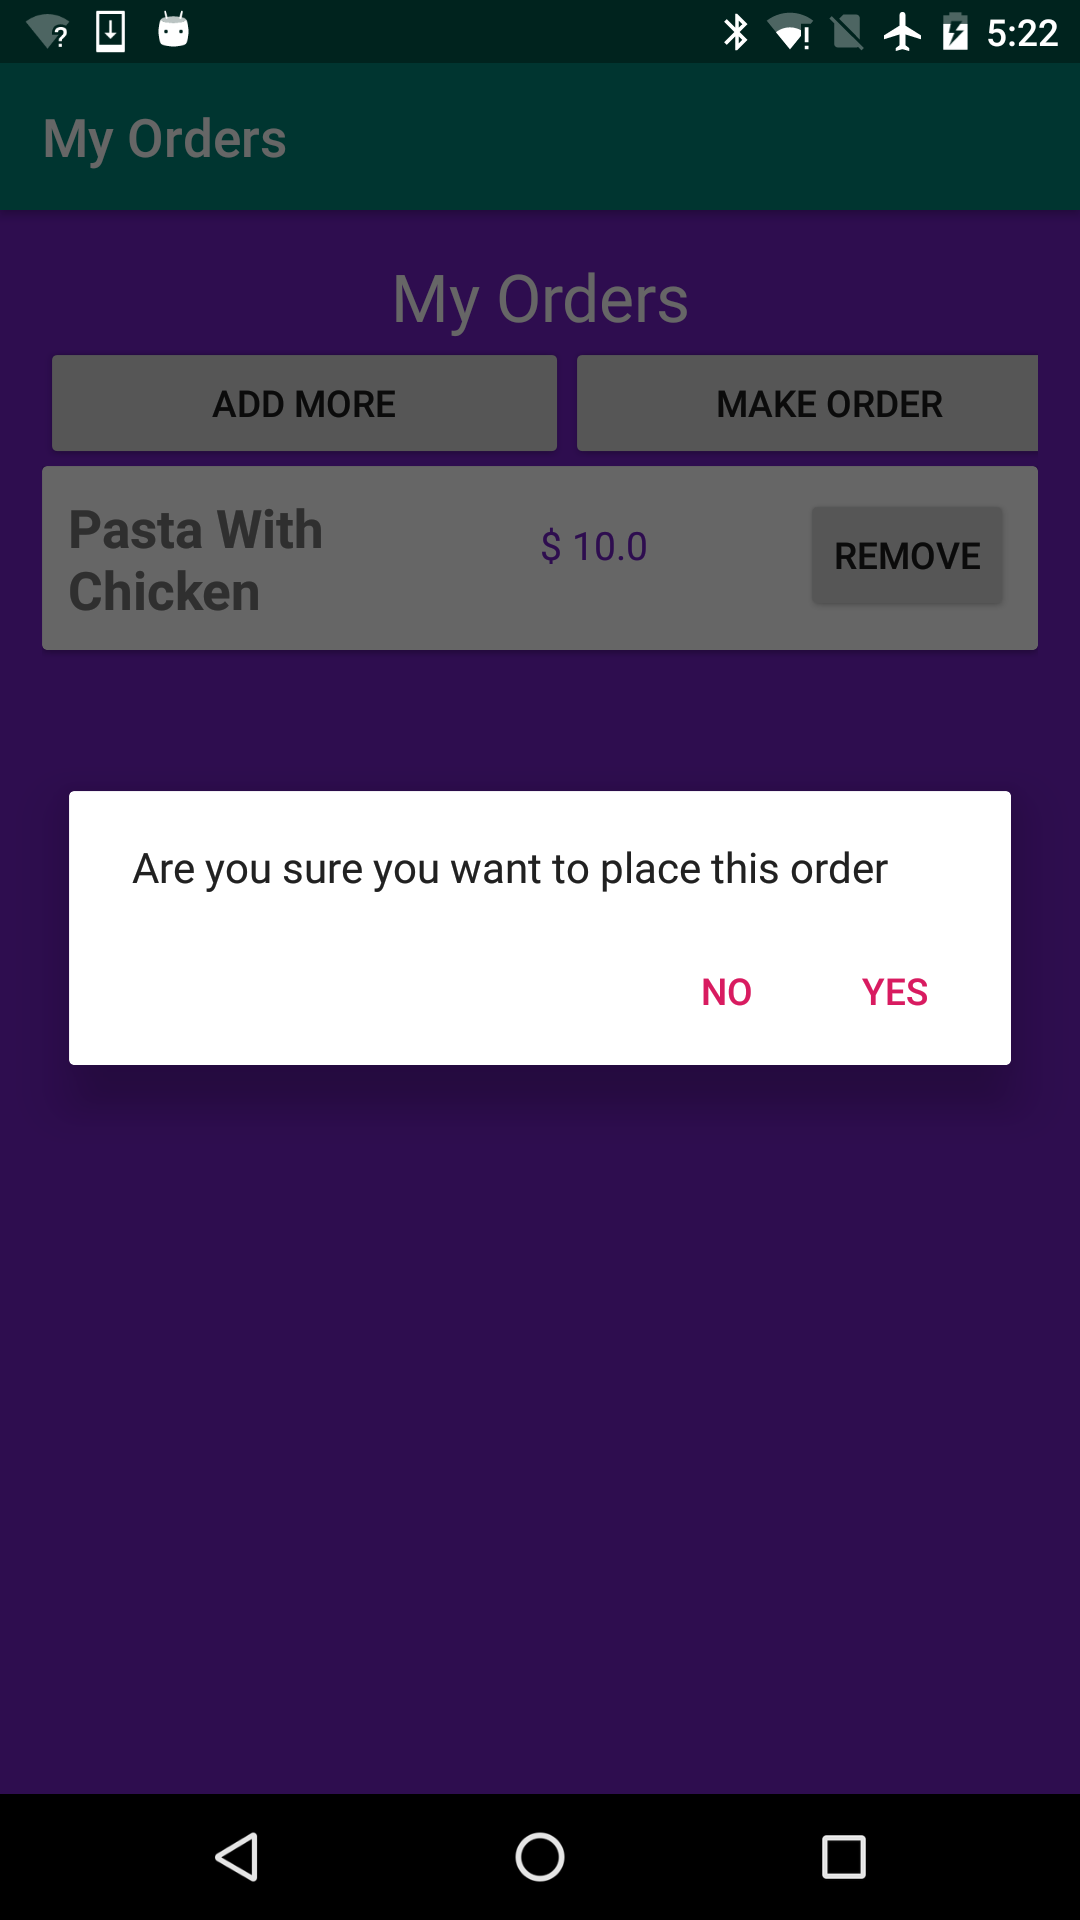 5:22
My Orders
My Orders
ADD MORE
MAKE ORDER
Pasta With
Chicken
$ 10.0
REMOVE
Are you sure you want to place this order
NO
YES